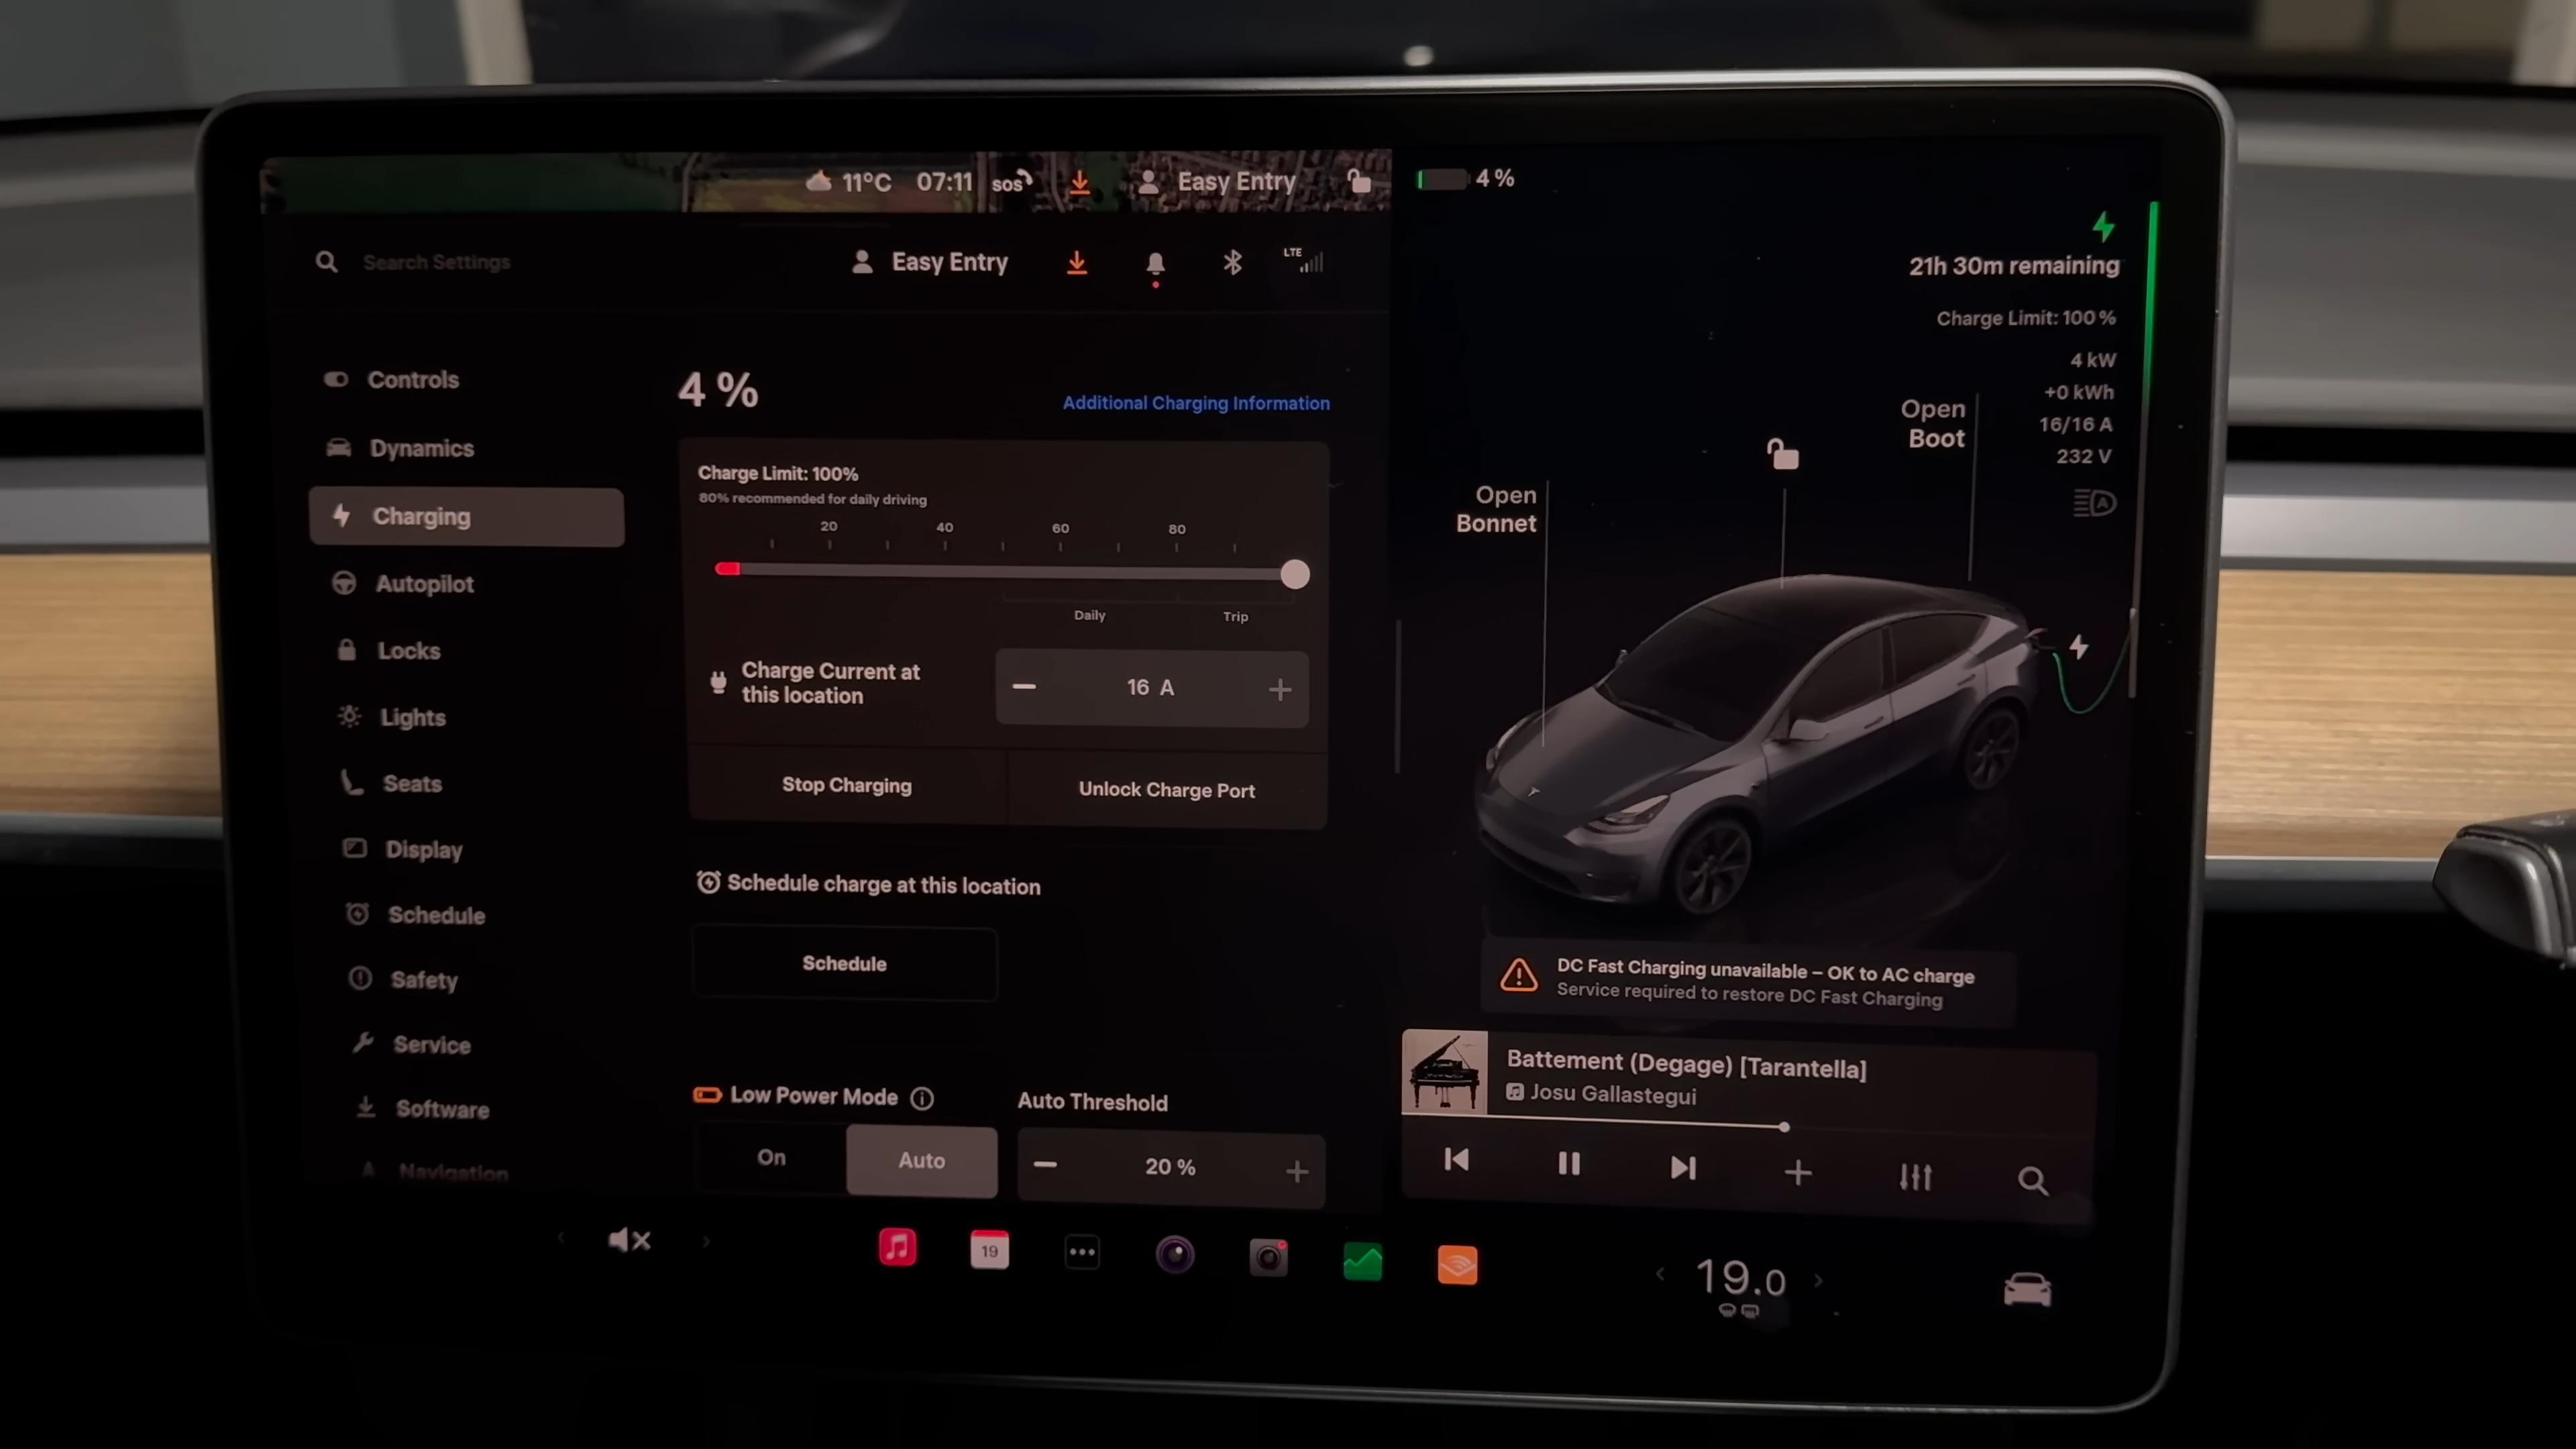 11°C 07:11 sos Easy Entry
4 %
Search Settings
Easy Entry
LTE
Controls
Dynamics
Charging
Autopilot
Locks
Lights
Seats
Display
Schedule
Safety
Service
Software
Navigation
4 %
Additional Charging Information
Charge Limit: 100%
80% recommended for daily driving
20 40 60 80
Daily Trip
Charge Current at
this location
16 A
Stop Charging
Unlock Charge Port
Schedule charge at this location
Schedule
Low Power Mode
On
Auto
Auto Threshold
20 %
21h 30m remaining
Charge Limit: 100 %
4 kW
+0 kWh
16/16 A
232 V
A
Open
Boot
Open
Bonnet
DC Fast Charging unavailable – OK to AC charge
Service required to restore DC Fast Charging
Battement (Degage) [Tarantella]
Josu Gallastegui
19
19.0